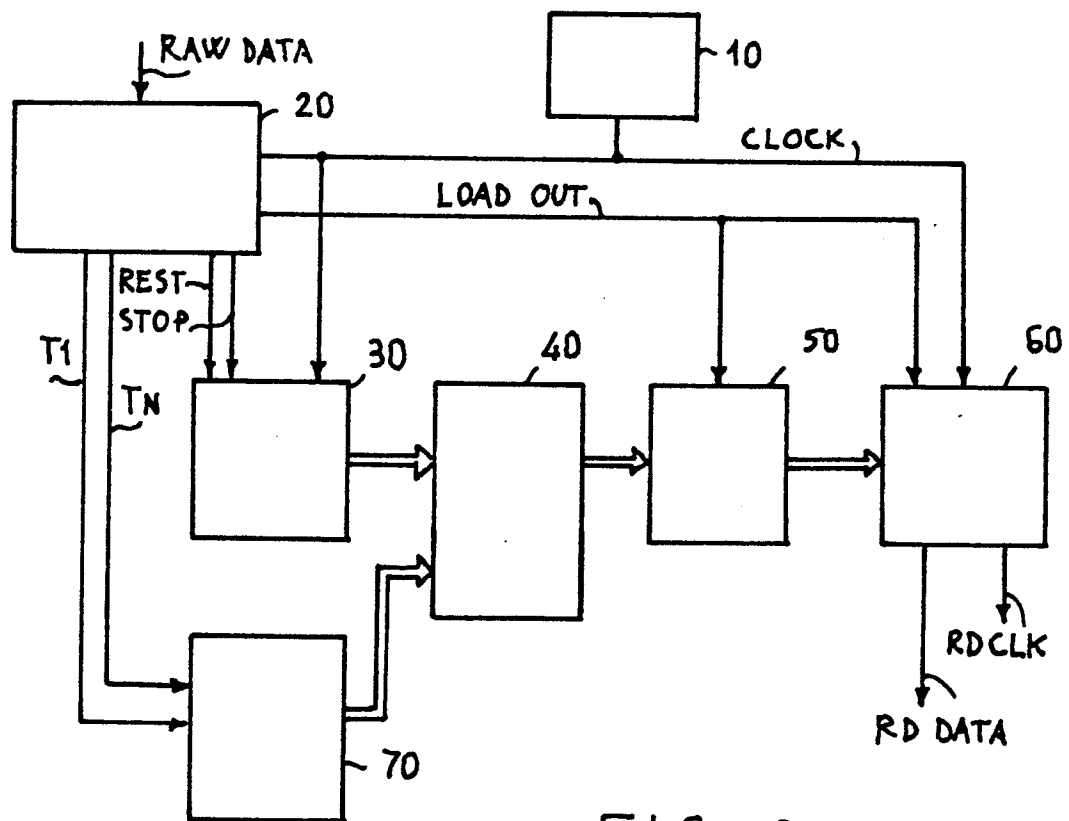 RAW DATA
10
20
CLOCK
LOAD OUT
REST
STOP
T1
TN
30
40
50
60
RDCLK
RD DATA
70